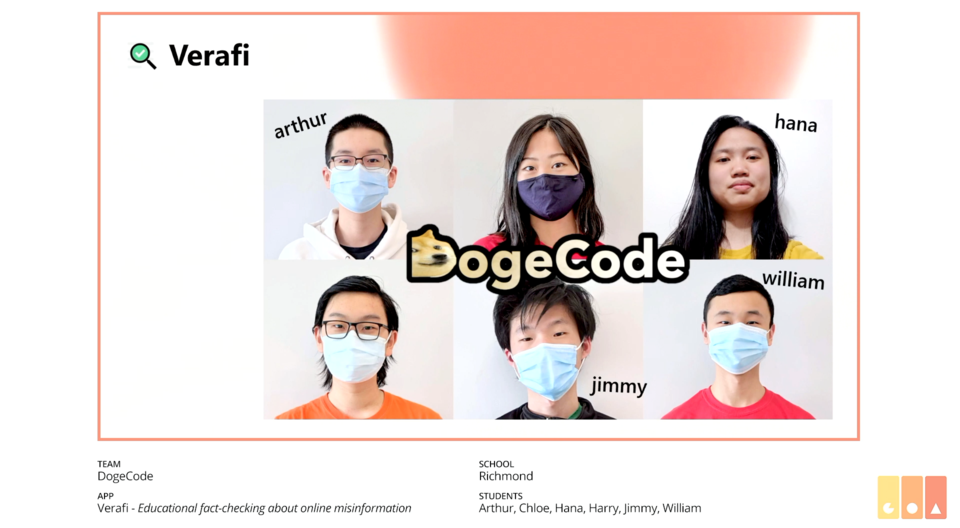 Verafi
arthur
hana
DogeCode
william
jimmy
TEAM
DogeCode
SCHOOL
Richmond
APP
Verafi - Educational fact-checking about online misinformation
STUDENTS
Arthur, Chloe, Hana, Harry, Jimmy, William